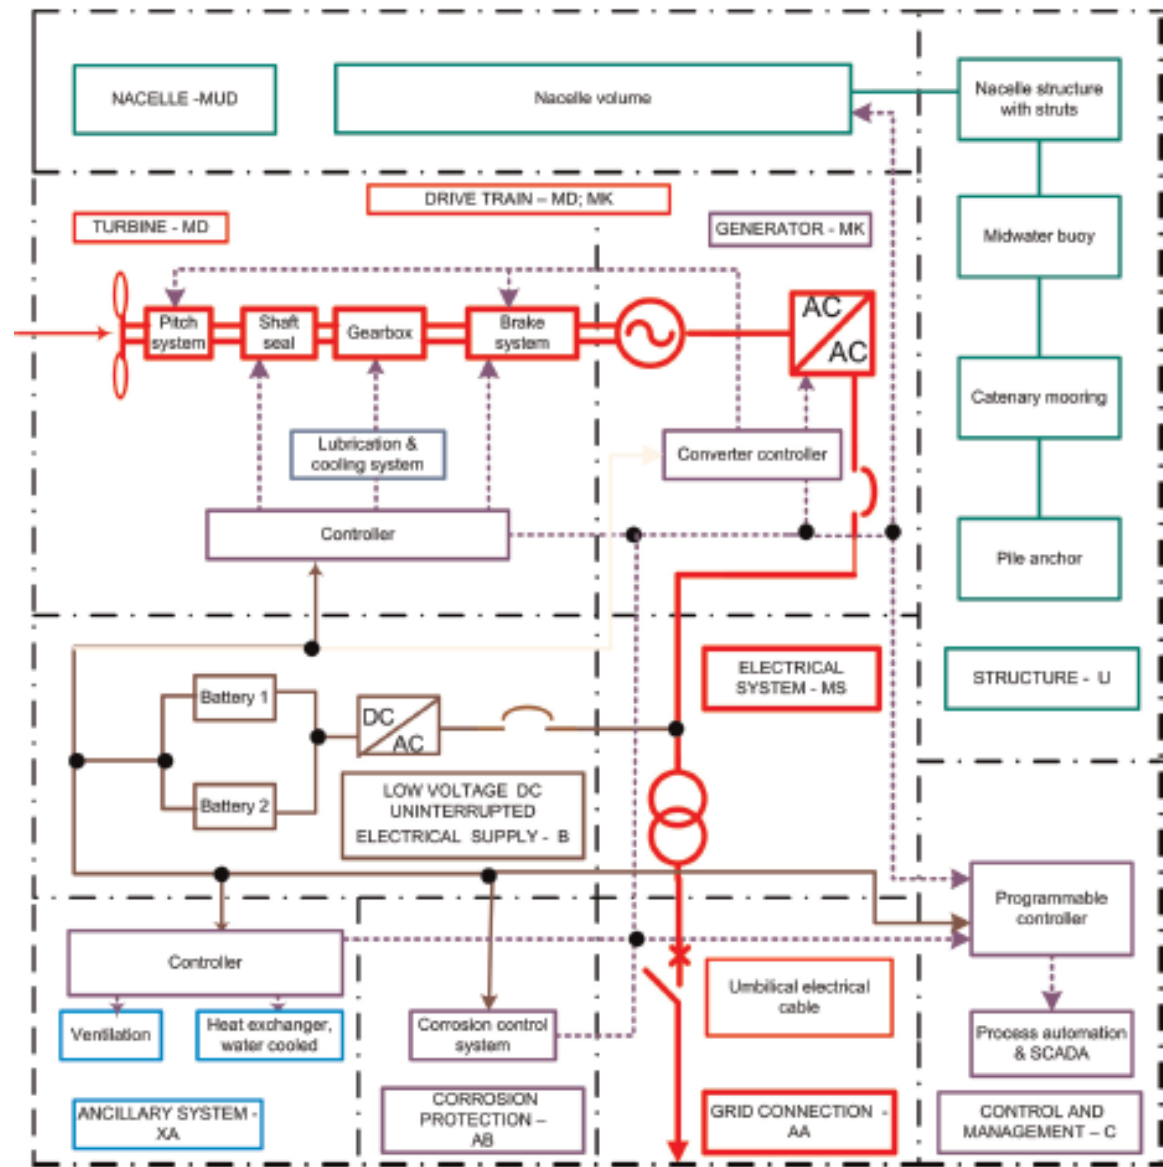 NACELLE -MUD
Nacelle volume
Nacelle structure
with struts
DRIVE TRAIN – MD; MK
TURBINE - MD
GENERATOR - MK
Midwater buoy
Pitch
system
Shaft
seal
Gearbox
Brake
system
AC
AC
Catenary mooring
Lubrication &
cooling system
Converter controller
Controller
Pile anchor
ELECTRICAL
SYSTEM - MS
STRUCTURE - U
Battery 1
DC
AC
Battery 2
LOW VOLTAGE DC
UNINTERRUPTED
ELECTRICAL SUPPLY - B
Programmable
controller
Controller
Umbilical electrical
cable
Ventilation
Heat exchanger,
water cooled
Corrosion control
system
Process automation
& SCADA
ANCILLARY SYSTEM -
XA
CORROSION
PROTECTION –
AB
GRID CONNECTION -
AA
CONTROL AND
MANAGEMENT – C